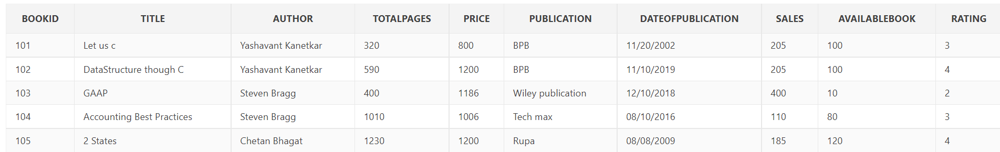 BOOKID TITLE AUTHOR TOTALPAGES PRICE PUBLICATION DATEOFPUBLICATION SALES AVAILABLEBOOK RATING
101 Let us c Yashavant Kanetkar 320 800 BPB 11/20/2002 205 100 3
102 DataStructure though C Yashavant Kanetkar 590 1200 BPB 11/10/2019 205 100 4
103 GAAP Steven Bragg 400 1186 Wiley publication 12/10/2018 400 10 2
104 Accounting Best Practices Steven Bragg 1010 1006 Tech max 08/10/2016 110 80 3
105 2 States Chetan Bhagat 1230 1200 Rupa 08/08/2009 185 120 4